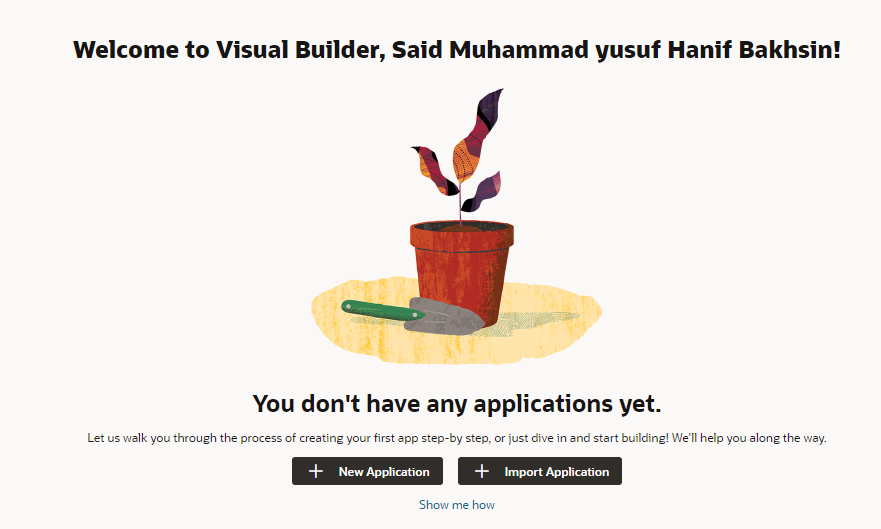 Welcome to Visual Builder, Said Muhammad yusuf Hanif Bakhsin!
You don't have any applications yet.
Let us walk you through the process of creating your first app step-by step, or just dive in and start building! We'll help you along the way.
New Application
Import Application
Show me how